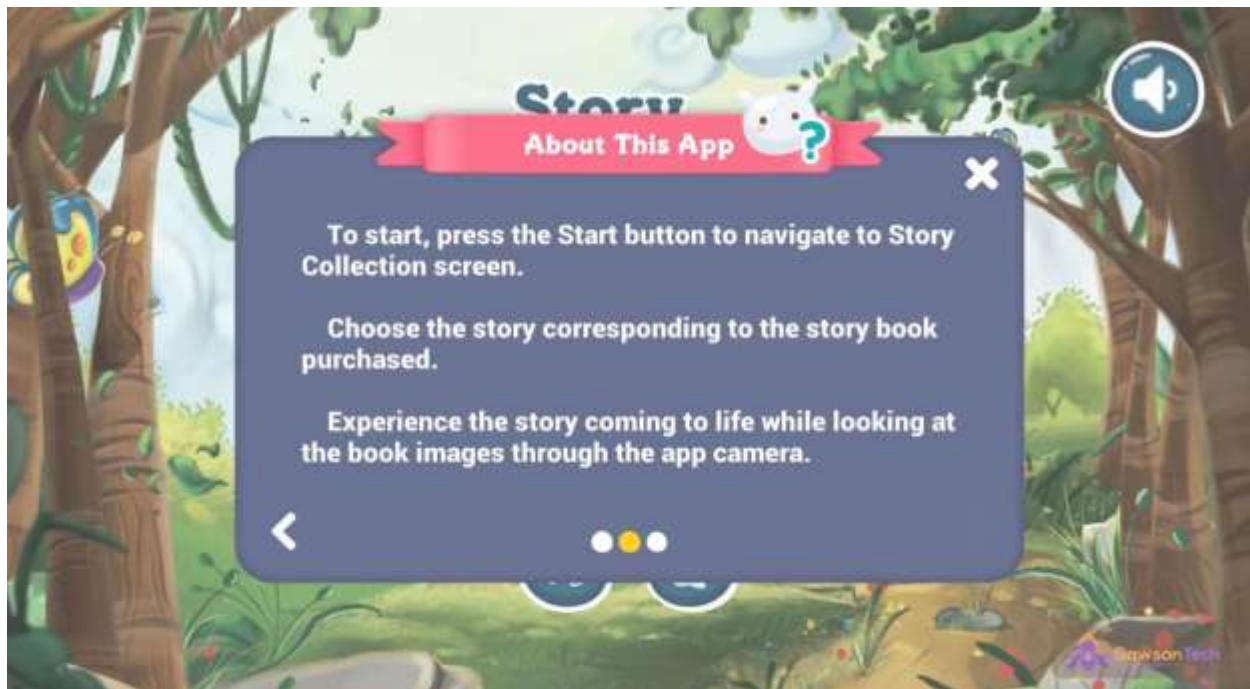 Story
About This App
?
To start, press the Start button to navigate to Story
Collection screen.
Choose the story corresponding to the story book
purchased.
Experience the story coming to life while looking at
the book images through the app camera.